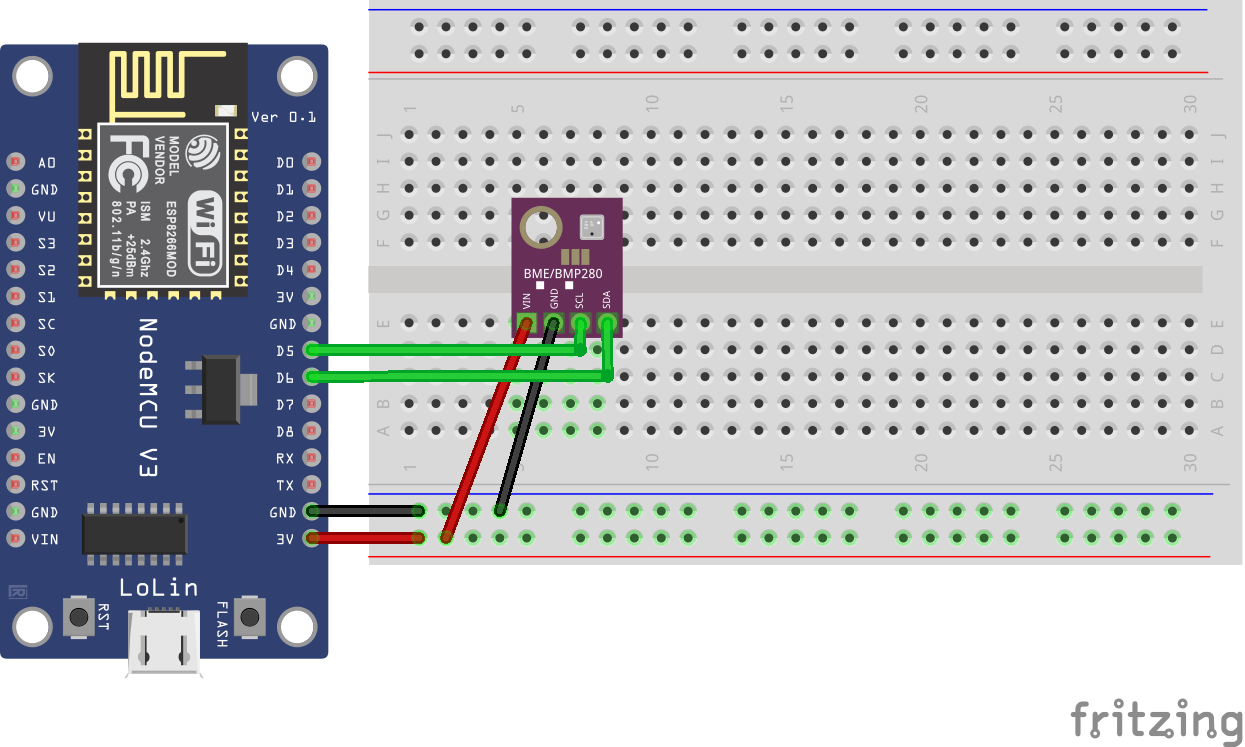 Ver 0.1
MODEL
VENDOR
ESP8266MOD
ISM 2.4Ghz
PA +25dBm
802.11b/g/n
FC
Wi Fi
A0
GND
VU
S3
S2
S1
SC
S0
SK
GND
3V
EN
RST
GND
VIN
D0
D1
D2
D3
D4
3V
GND
D5
D6
D7
D8
RX
TX
GND
3V
NodeMCU V3
LoLin
RST
FLASH
1 5 10 15 20 25 30
J J
I I
H H
G G
F F
BME/BMP280
VIN GND SCL SDA
E E
D D
C C
B B
A A
1 10 15 20 25 30
fritzing